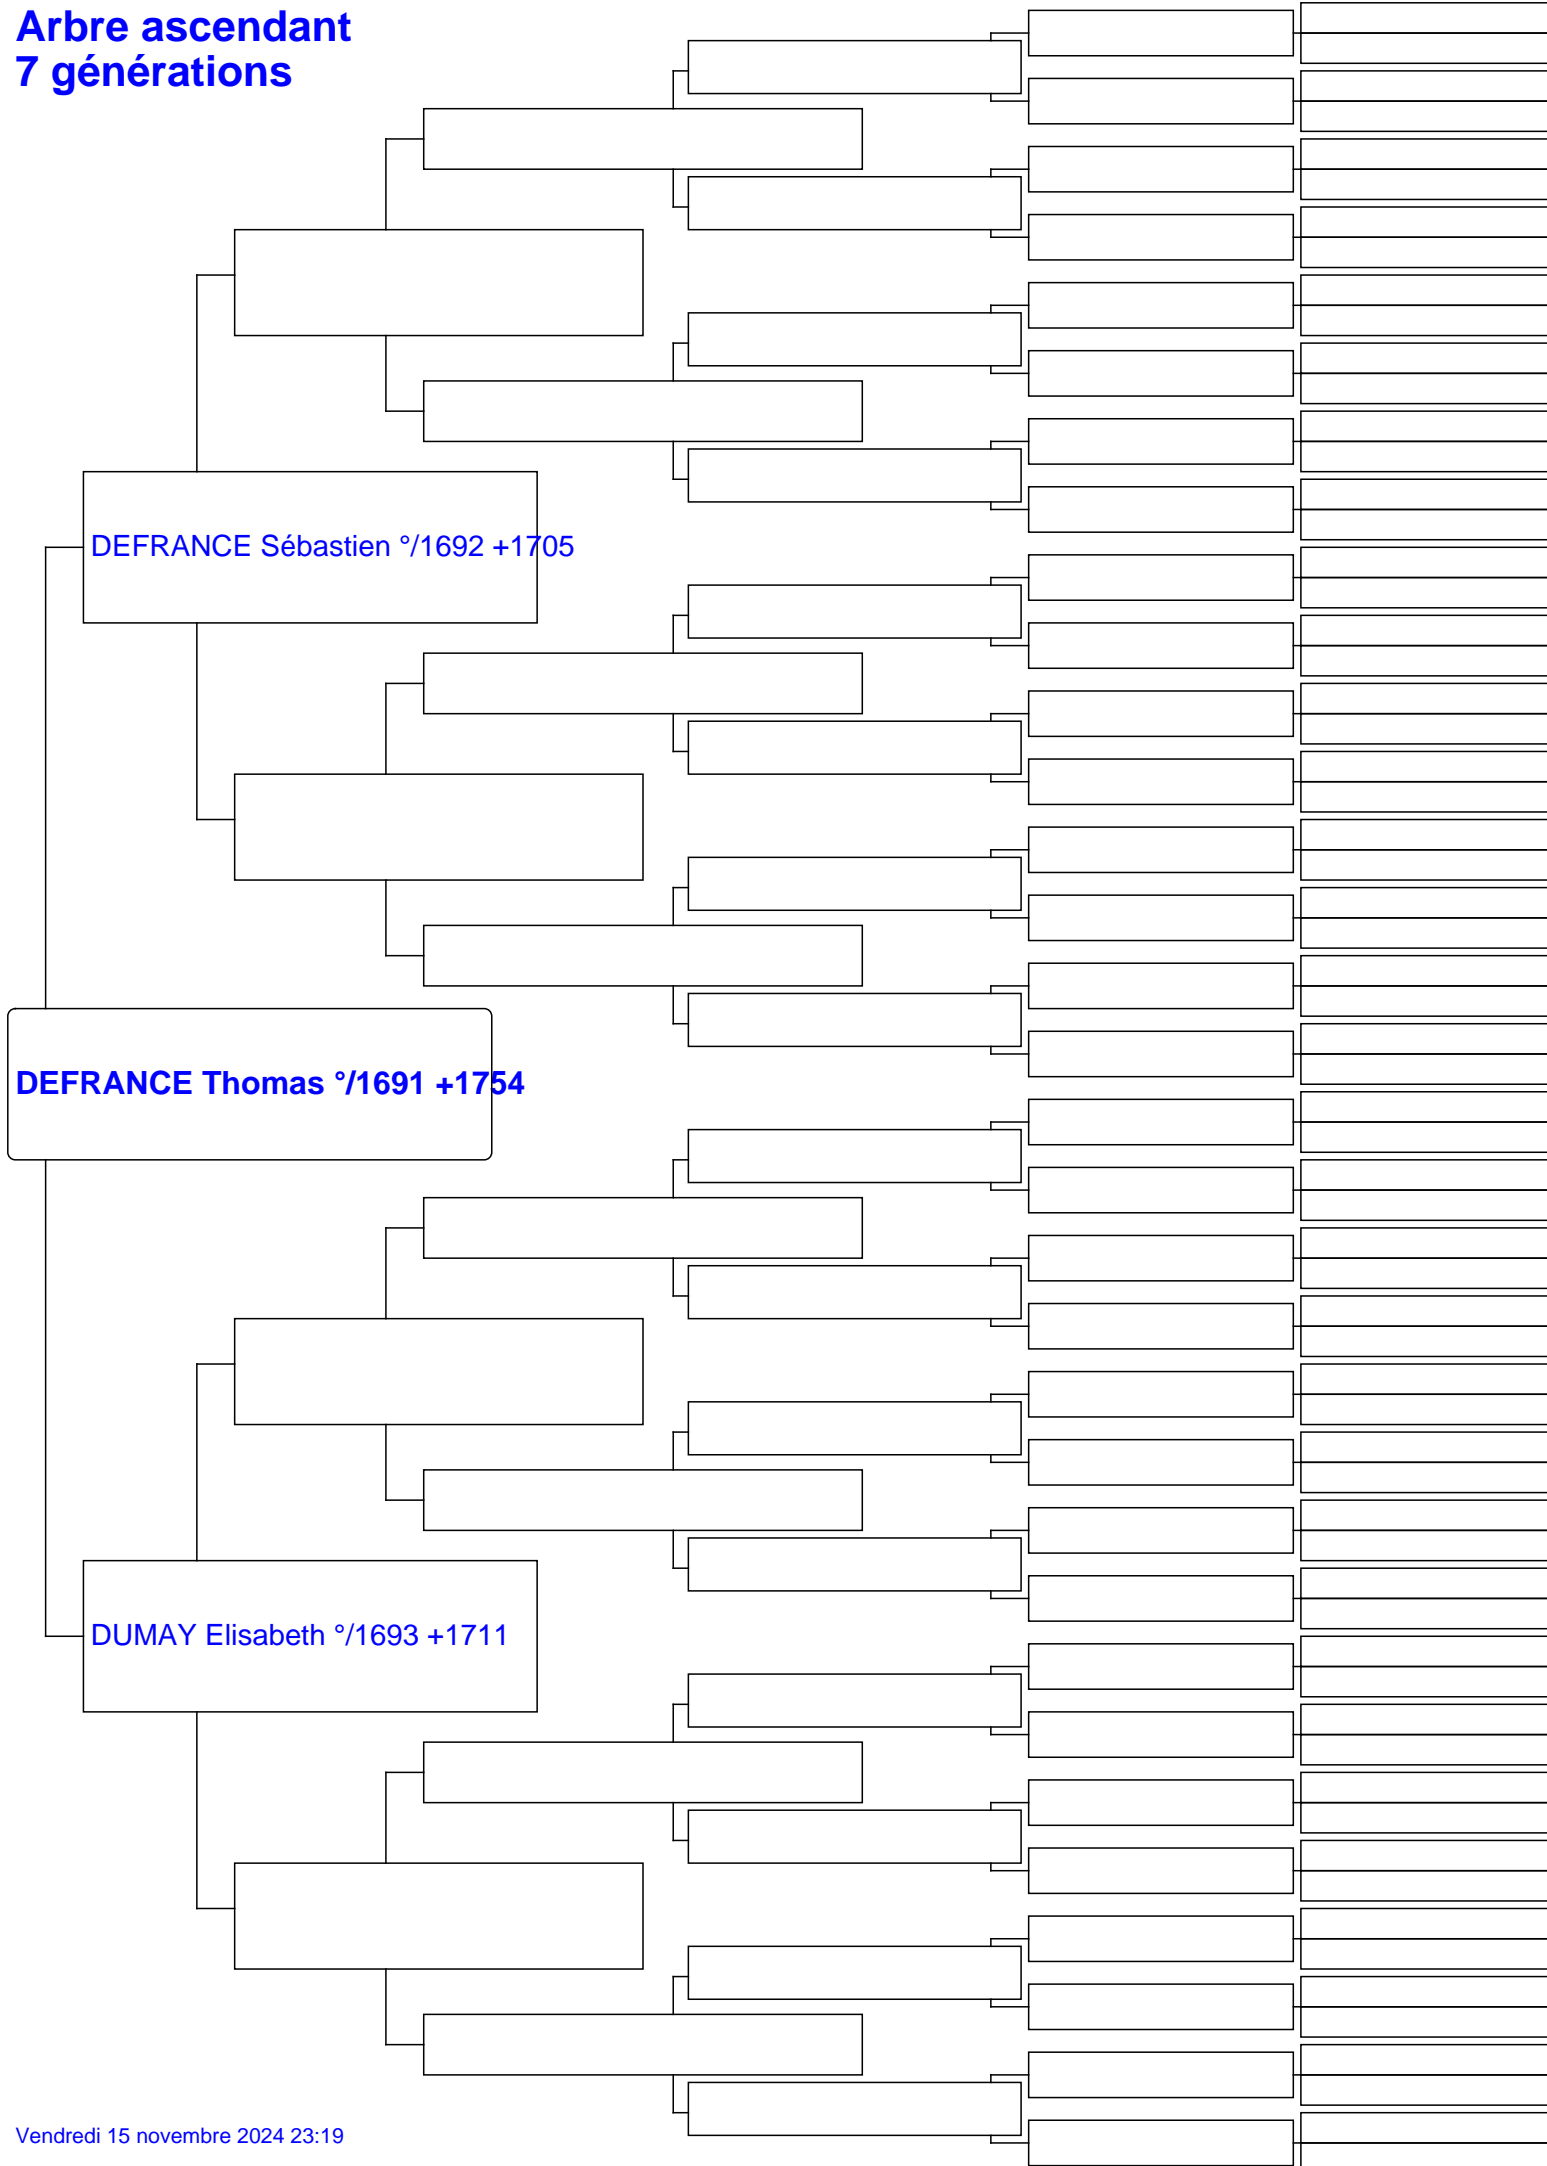 Arbre ascendant
7 générations
DEFRANCE Sébastien °/1692 +1705
DEFRANCE Thomas °/1691 +1754
DUMAY Elisabeth °/1693 +1711
Vendredi 15 novembre 2024 23:19